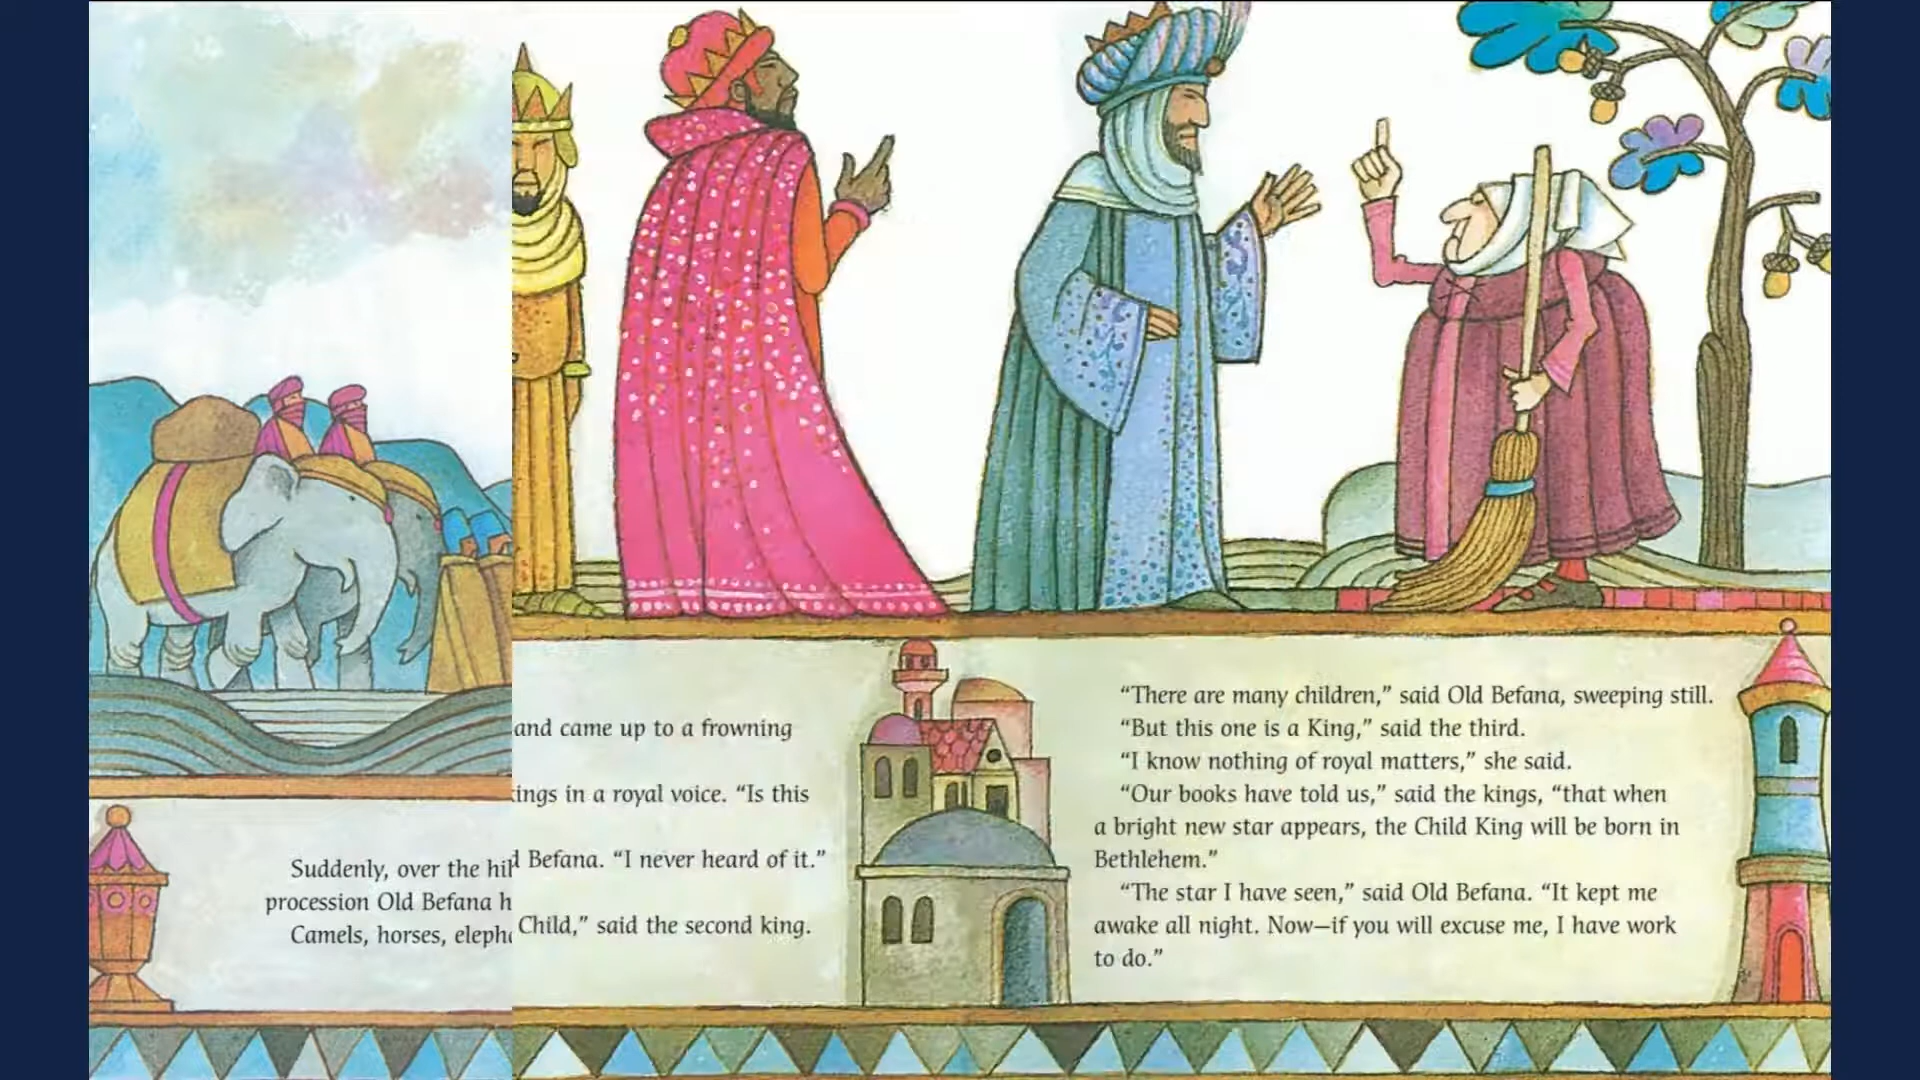 Suddenly, over the hil
procession Old Befana h
Camels, horses, eleph
and came up to a frowning
ings in a royal voice. “Is this
Befana. “I never heard of it.”
Child,” said the second king.
“There are many children,” said Old Befana, sweeping still.
“But this one is a King,” said the third.
“I know nothing of royal matters,” she said.
“Our books have told us,” said the kings, “that when
a bright new star appears, the Child King will be born in
Bethlehem.”
“The star I have seen,” said Old Befana. “It kept me
awake all night. Now—if you will excuse me, I have work
to do.”